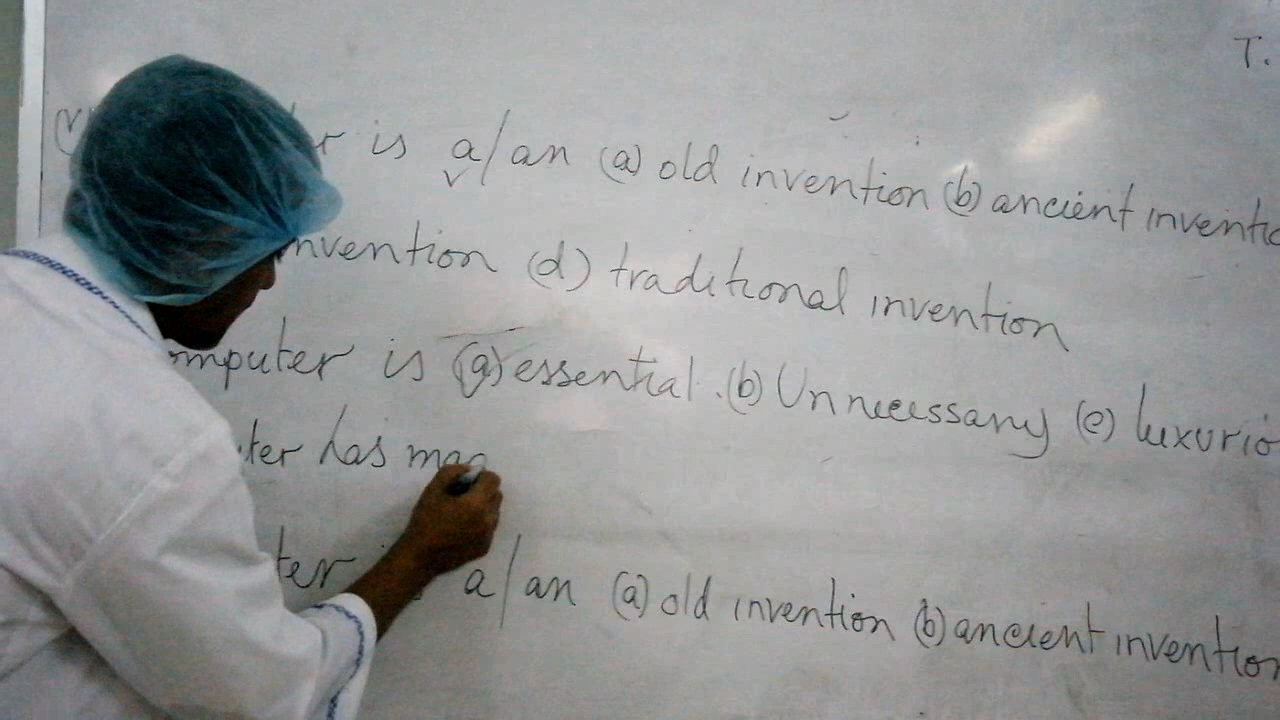 T.
(v) r is a/an (a) old invention (b) ancient inventio
nvention (d) traditional invention
omputer is (a) essential. (b) Unnecessary (c) luxurio
ter has ma
ter a/an (a) old invention (b) ancient invention